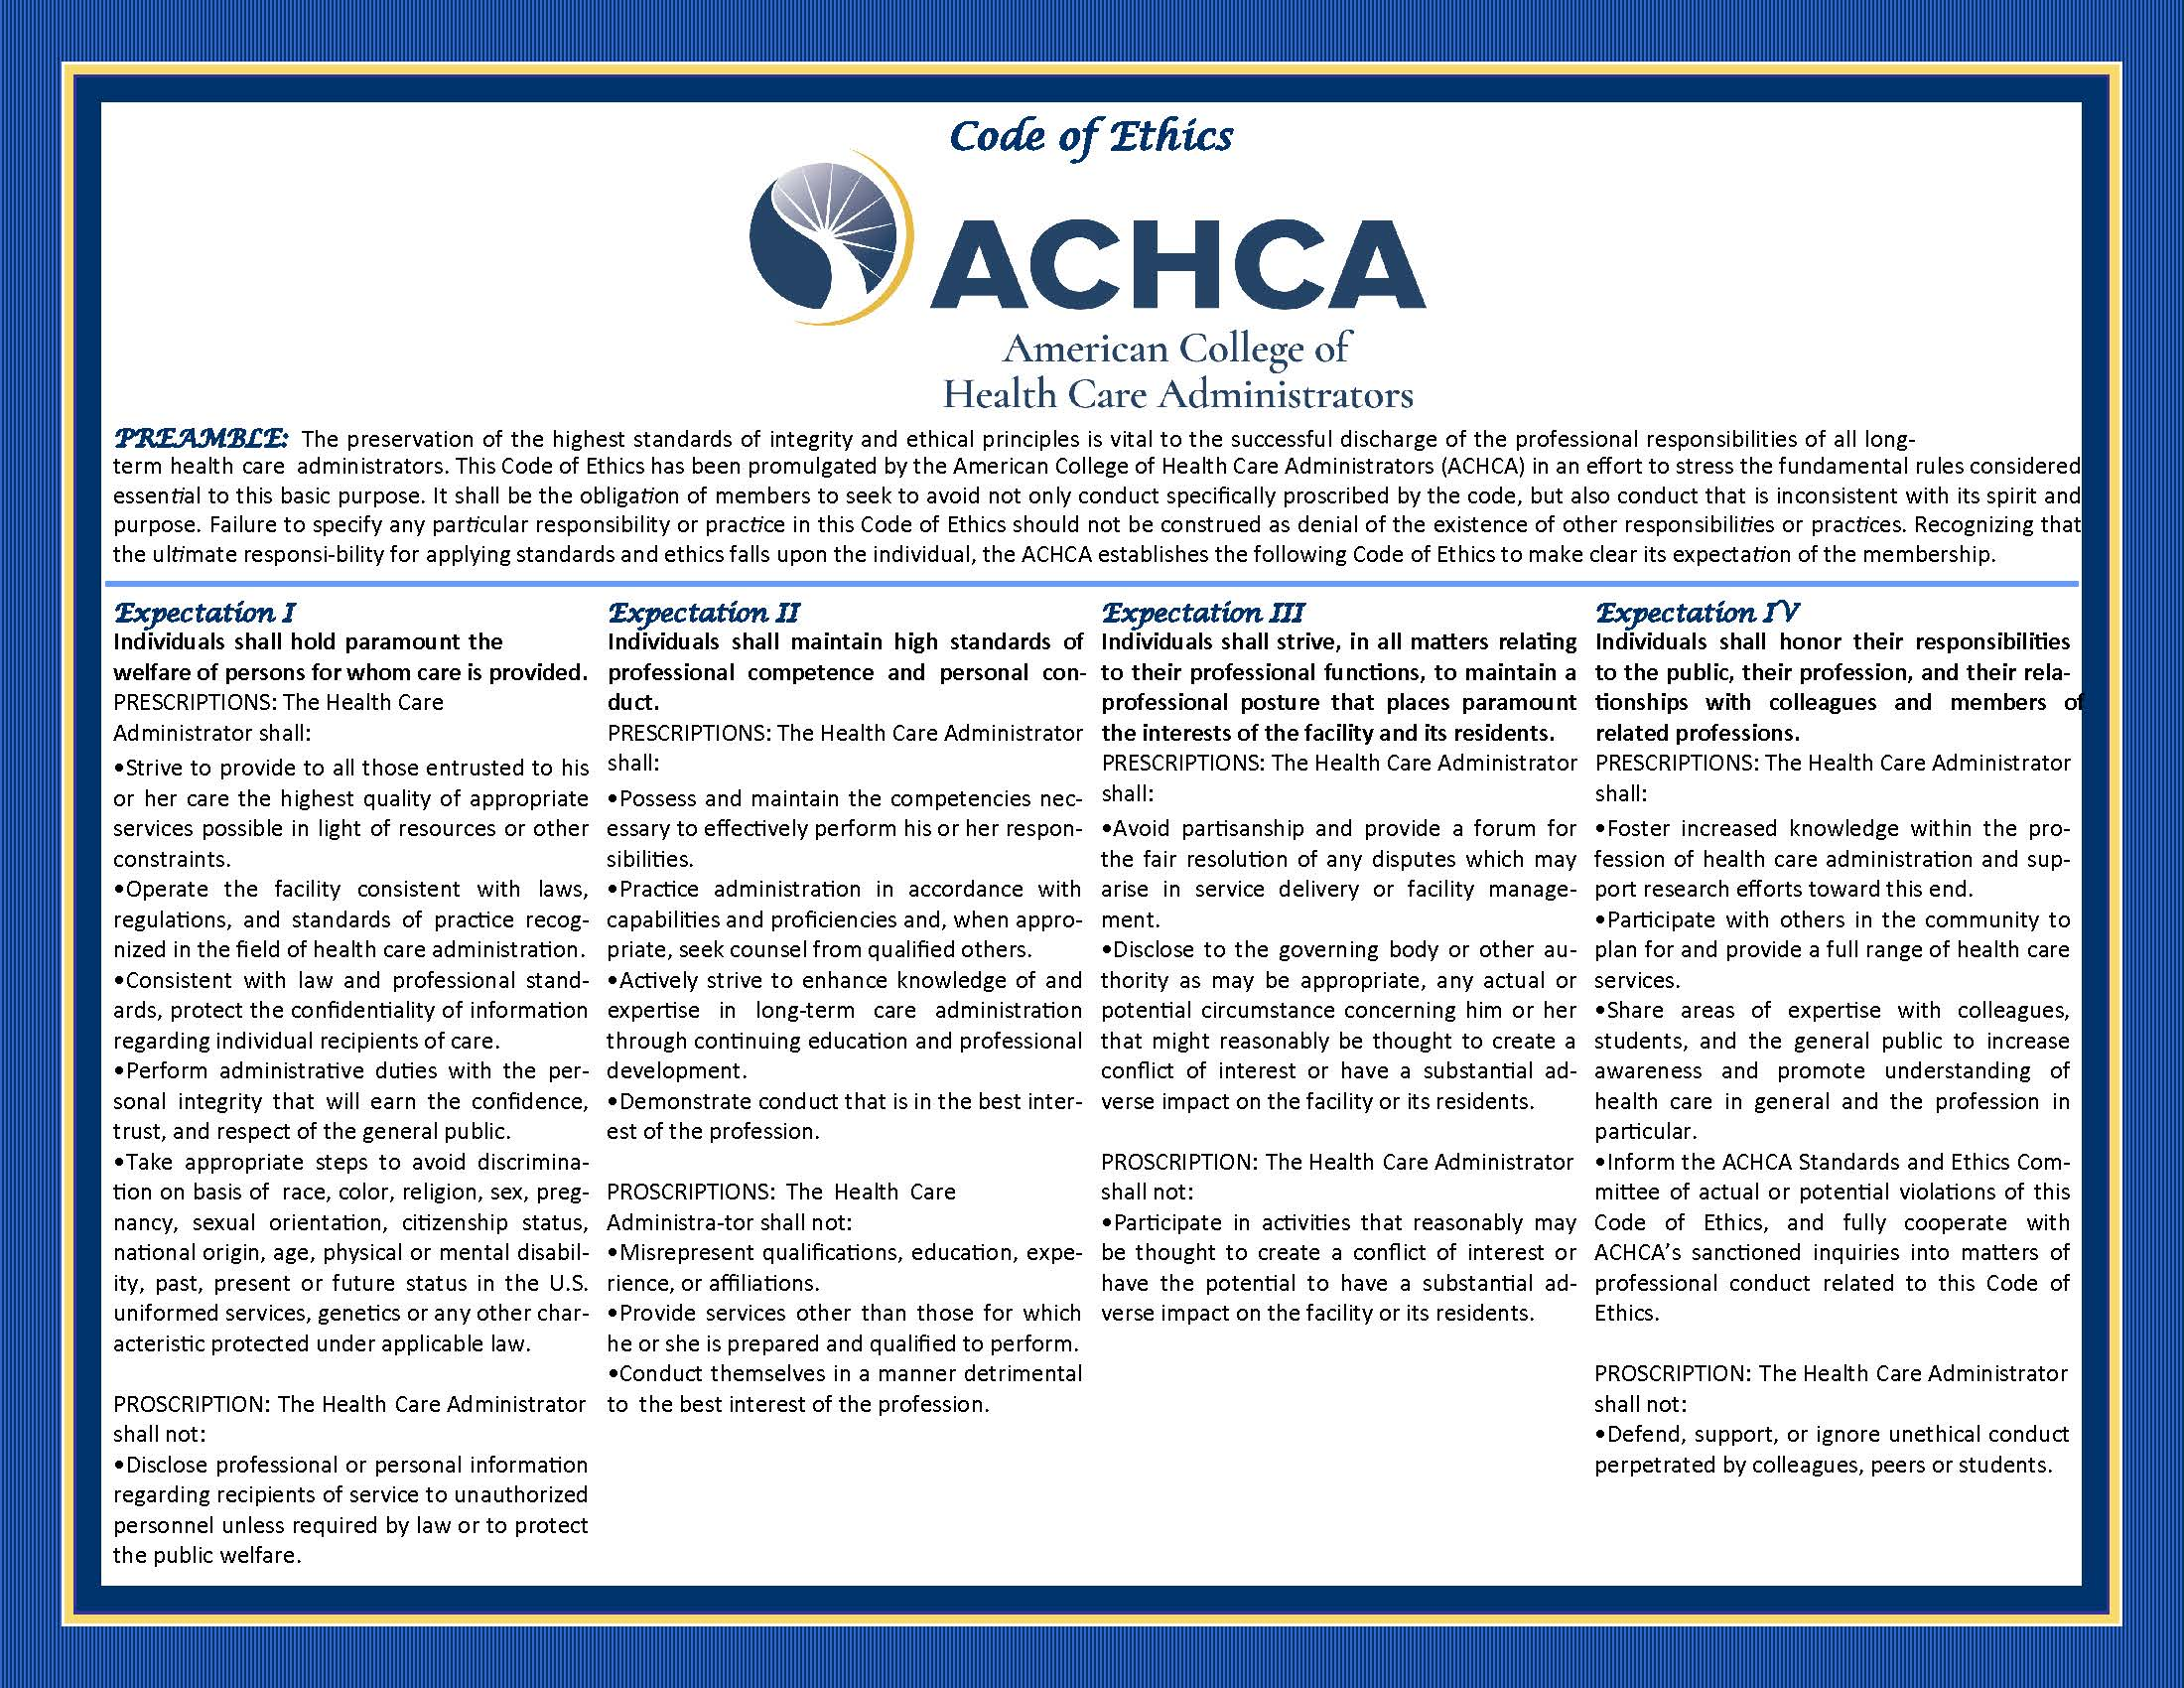 Code of Ethics
ACHCA
American College of
Health Care Administrators
PREAMBLE: The preservation of the highest standards of integrity and ethical principles is vital to the successful discharge of the professional responsibilities of all long-
term health care administrators. This Code of Ethics has been promulgated by the American College of Health Care Administrators (ACHCA) in an effort to stress the fundamental rules considered
essential to this basic purpose. It shall be the obligation of members to seek to avoid not only conduct specifically proscribed by the code, but also conduct that is inconsistent with its spirit and
purpose. Failure to specify any particular responsibility or practice in this Code of Ethics should not be construed as denial of the existence of other responsibilities or practices. Recognizing that
the ultimate responsi-bility for applying standards and ethics falls upon the individual, the ACHCA establishes the following Code of Ethics to make clear its expectation of the membership.
Expectation I
Individuals shall hold paramount the
welfare of persons for whom care is provided.
PRESCRIPTIONS: The Health Care
Administrator shall:
•Strive to provide to all those entrusted to his
or her care the highest quality of appropriate
services possible in light of resources or other
constraints.
•Operate the facility consistent with laws,
regulations, and standards of practice recog-
nized in the field of health care administration.
•Consistent with law and professional stand-
ards, protect the confidentiality of information
regarding individual recipients of care.
•Perform administrative duties with the per-
sonal integrity that will earn the confidence,
trust, and respect of the general public.
•Take appropriate steps to avoid discrimina-
tion on basis of race, color, religion, sex, preg-
nancy, sexual orientation, citizenship status,
national origin, age, physical or mental disabil-
ity, past, present or future status in the U.S.
uniformed services, genetics or any other char-
acteristic protected under applicable law.
PROSCRIPTION: The Health Care Administrator
shall not:
•Disclose professional or personal information
regarding recipients of service to unauthorized
personnel unless required by law or to protect
the public welfare.
Expectation II
Individuals shall maintain high standards of
professional competence and personal con-
duct.
PRESCRIPTIONS: The Health Care Administrator
shall:
•Possess and maintain the competencies nec-
essary to effectively perform his or her respon-
sibilities.
•Practice administration in accordance with
capabilities and proficiencies and, when appro-
priate, seek counsel from qualified others.
•Actively strive to enhance knowledge of and
expertise in long-term care administration
through continuing education and professional
development.
•Demonstrate conduct that is in the best inter-
est of the profession.
PROSCRIPTIONS: The Health Care
Administra-tor shall not:
•Misrepresent qualifications, education, expe-
rience, or affiliations.
•Provide services other than those for which
he or she is prepared and qualified to perform.
•Conduct themselves in a manner detrimental
to the best interest of the profession.
Expectation III
Individuals shall strive, in all matters relating
to their professional functions, to maintain a
professional posture that places paramount
the interests of the facility and its residents.
PRESCRIPTIONS: The Health Care Administrator
shall:
•Avoid partisanship and provide a forum for
the fair resolution of any disputes which may
arise in service delivery or facility manage-
ment.
•Disclose to the governing body or other au-
thority as may be appropriate, any actual or
potential circumstance concerning him or her
that might reasonably be thought to create a
conflict of interest or have a substantial ad-
verse impact on the facility or its residents.
PROSCRIPTION: The Health Care Administrator
shall not:
•Participate in activities that reasonably may
be thought to create a conflict of interest or
have the potential to have a substantial ad-
verse impact on the facility or its residents.
Expectation IV
Individuals shall honor their responsibilities
to the public, their profession, and their rela-
tionships with colleagues and members of
related professions.
PRESCRIPTIONS: The Health Care Administrator
shall:
•Foster increased knowledge within the pro-
fession of health care administration and sup-
port research efforts toward this end.
•Participate with others in the community to
plan for and provide a full range of health care
services.
•Share areas of expertise with colleagues,
students, and the general public to increase
awareness and promote understanding of
health care in general and the profession in
particular.
•Inform the ACHCA Standards and Ethics Com-
mittee of actual or potential violations of this
Code of Ethics, and fully cooperate with
ACHCA's sanctioned inquiries into matters of
professional conduct related to this Code of
Ethics.
PROSCRIPTION: The Health Care Administrator
shall not:
•Defend, support, or ignore unethical conduct
perpetrated by colleagues, peers or students.